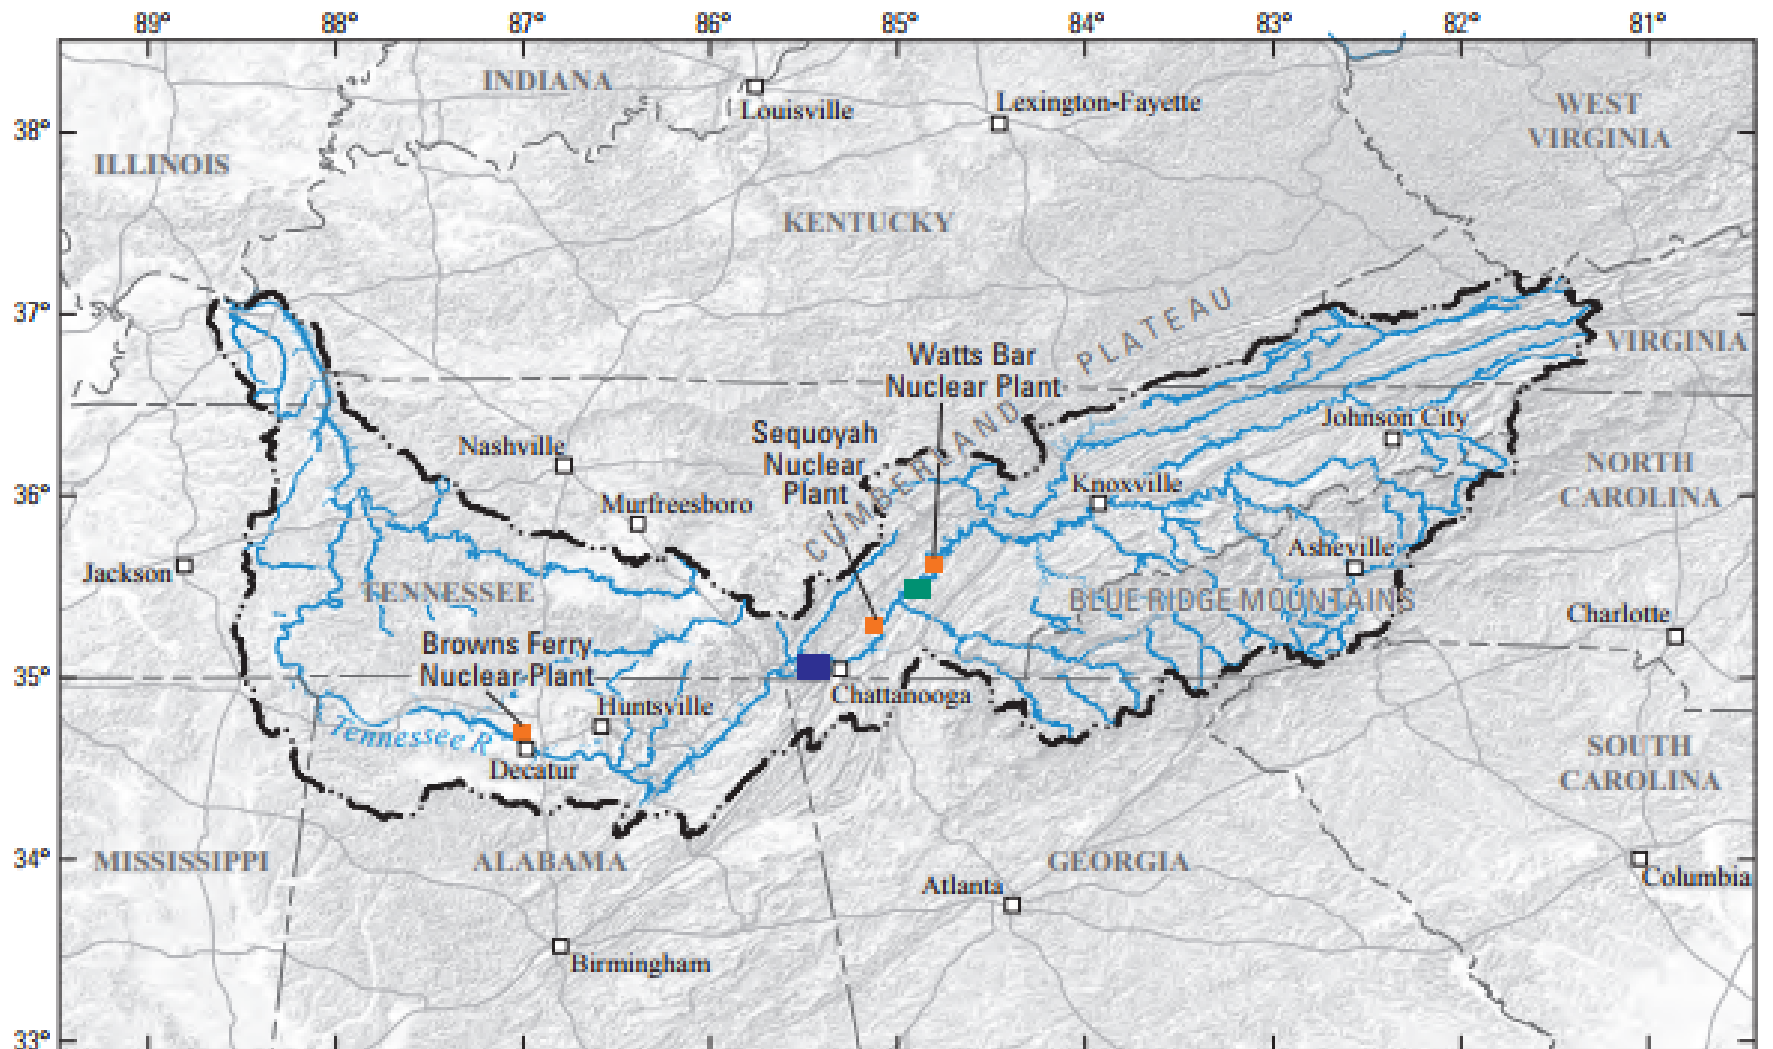 89° 88° 87° 86° 85° 84° 83° 82° 81°
INDIANA
Louisville
Lexington-Fayette
WEST
VIRGINIA
38°
ILLINOIS
KENTUCKY
37°
PLATEAU
VIRGINIA
Watts Bar
Nuclear Plant
CUMBERLAND
Johnson City
Sequoyah
Nuclear
Plant
Nashville
Knoxville
NORTH
CAROLINA
36°
Murfreesboro
Asheville
Jackson
TENNESSEE
BLUE RIDGE MOUNTAINS
Charlotte
Browns Ferry
Nuclear Plant
35°
Chattanooga
Huntsville
Tennessee R
Decatur
SOUTH
CAROLINA
34°
MISSISSIPPI
ALABAMA
GEORGIA
Atlanta
Columbia
Birmingham
33°